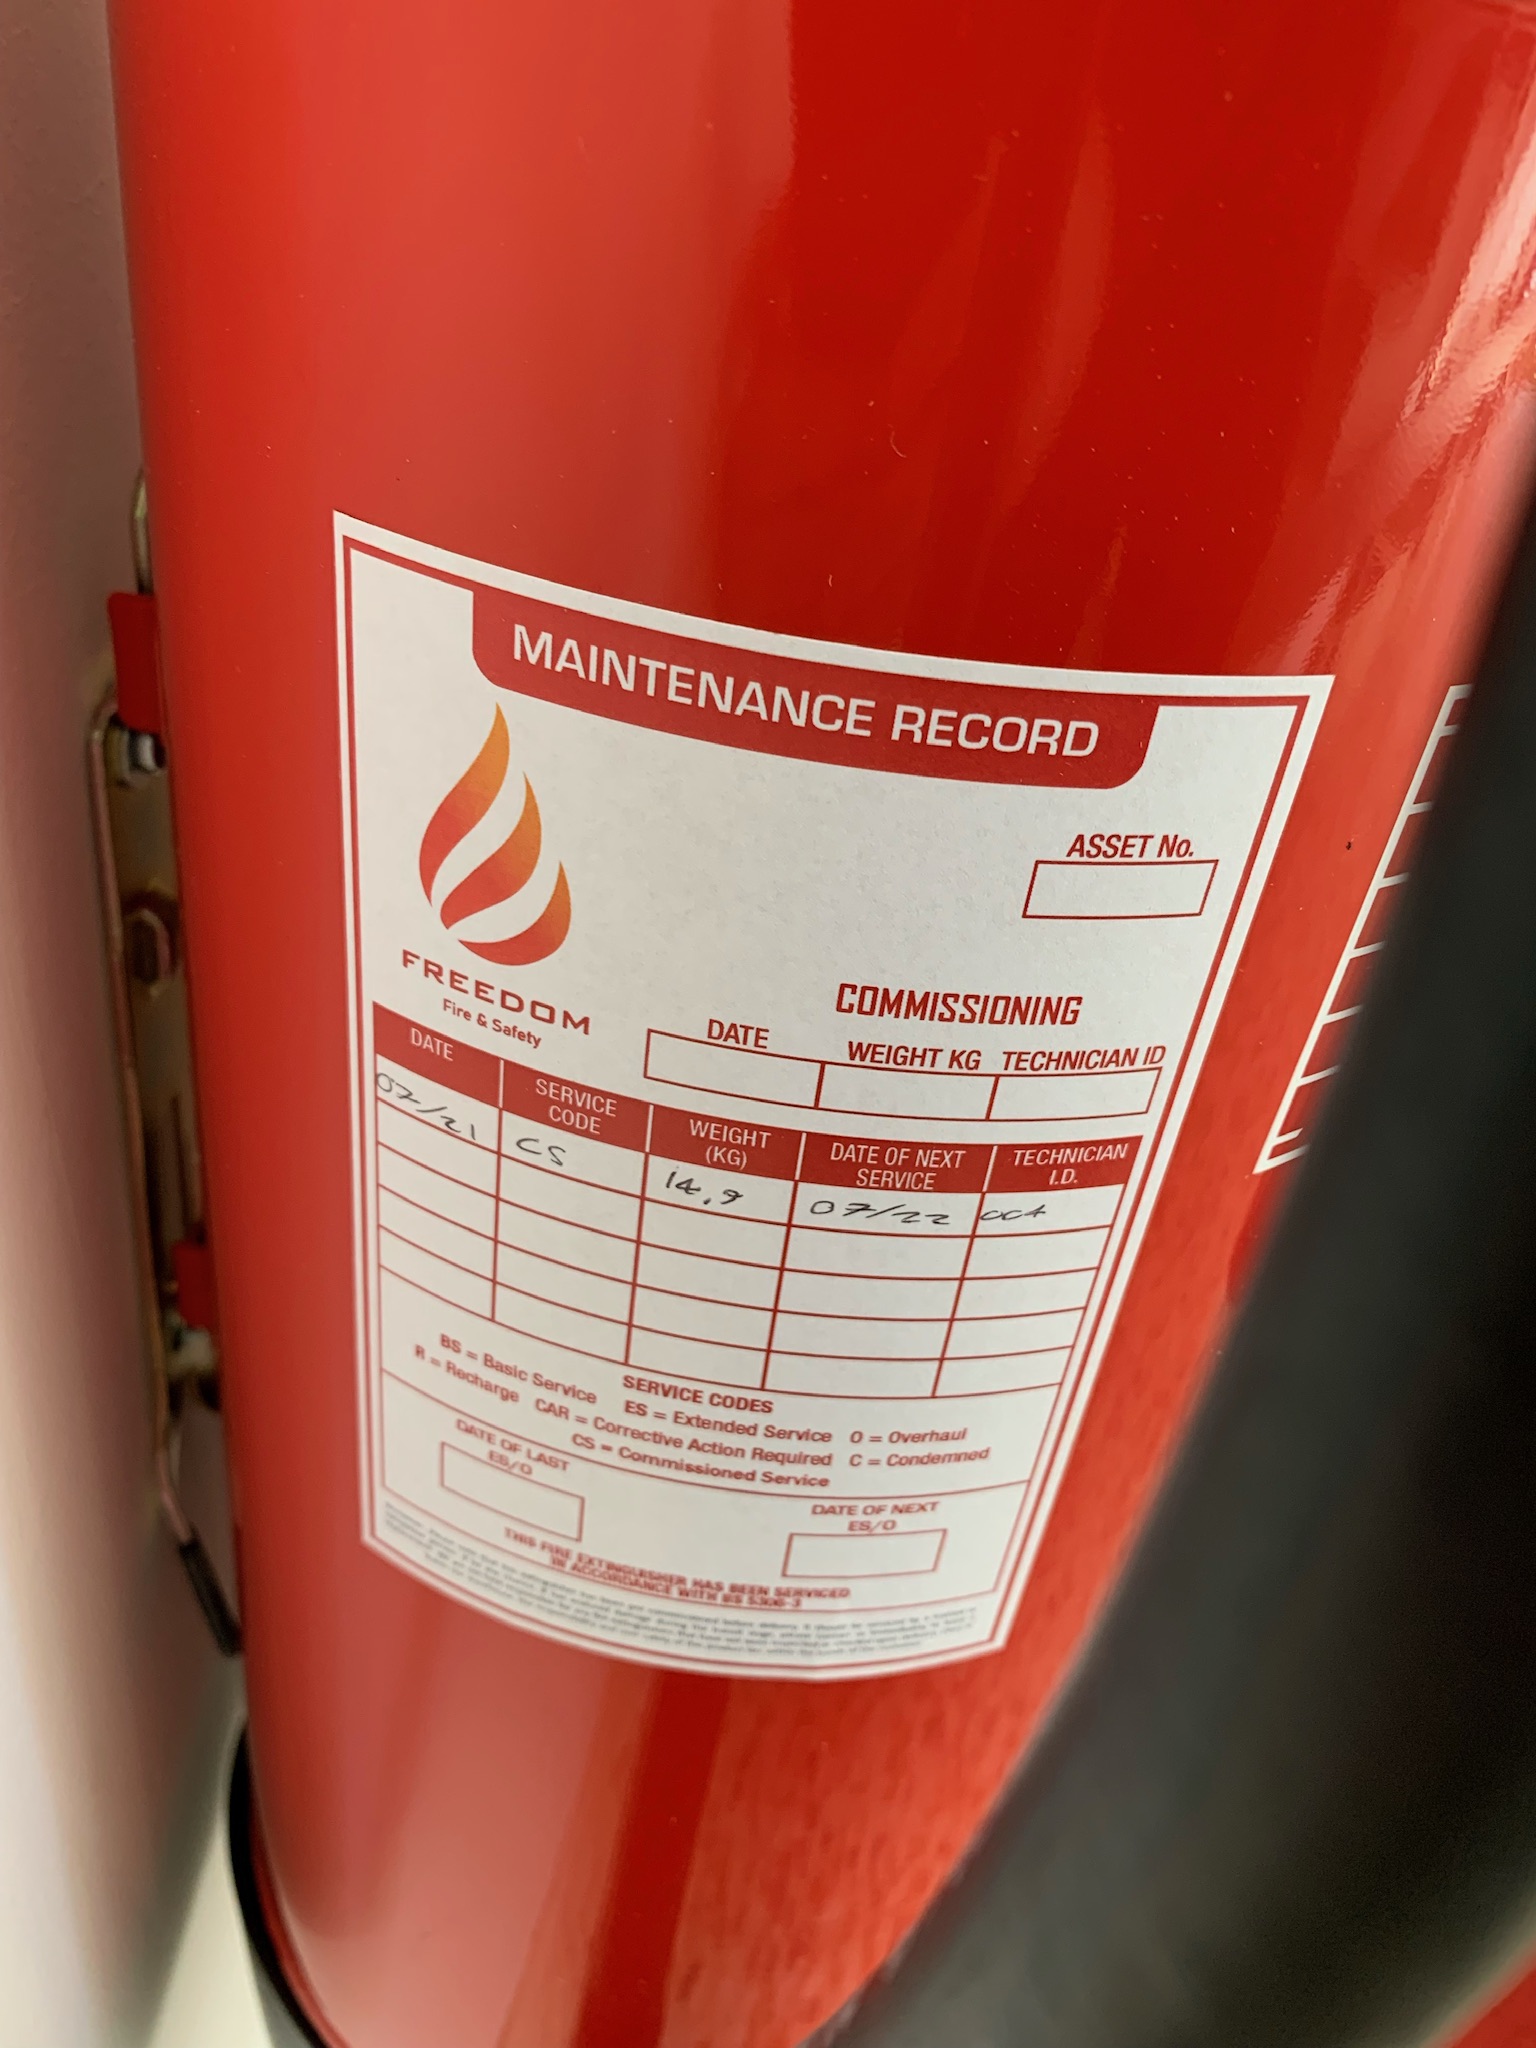 MAINTENANCE RECORD
FREEDOM
Fire & Safety
ASSET No.
COMMISSIONING
DATE WEIGHT KG TECHNICIAN ID
DATE SERVICE CODE WEIGHT (KG) DATE OF NEXT SERVICE TECHNICIAN I.D.
07/21 CS 14.9 07/22
SERVICE CODES
BS = Basic Service ES = Extended Service O = Overhaul
R = Recharge CAR = Corrective Action Required C = Condemned
CS = Commissioned Service
DATE OF LAST ES/O
DATE OF NEXT ES/O
THIS FIRE EXTINGUISHER HAS BEEN SERVICED
IN ACCORDANCE WITH BS 5306-3